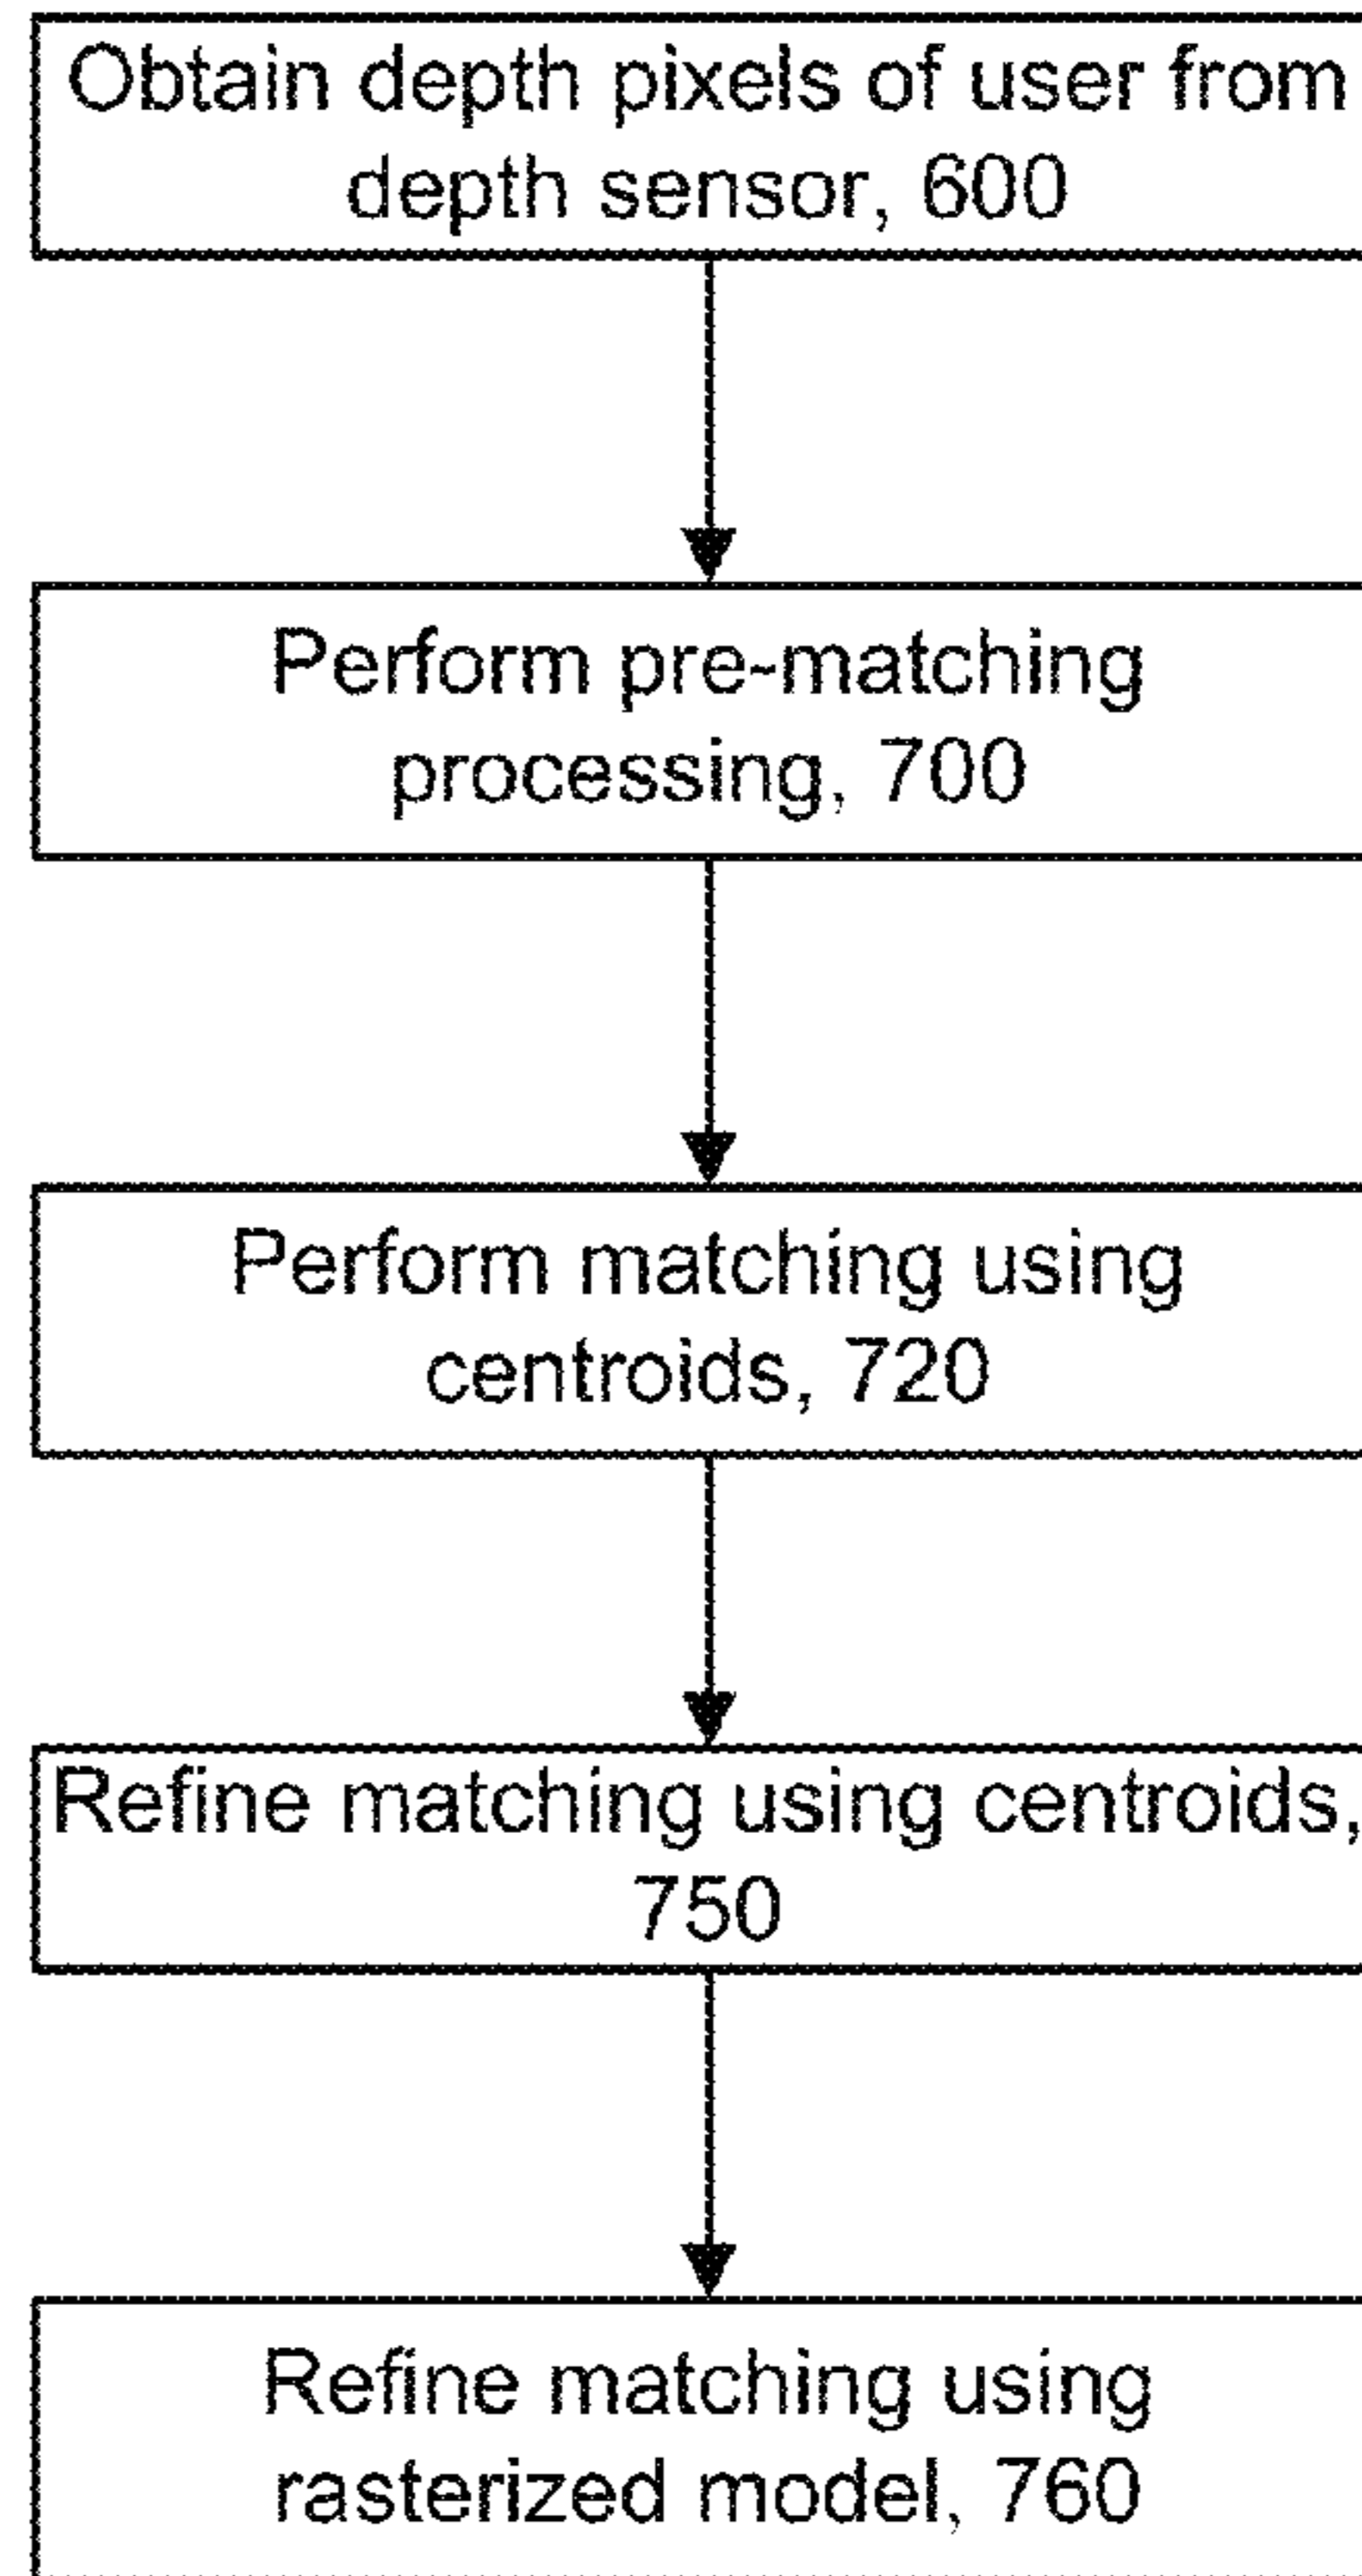 Obtain depth pixels of user from
depth sensor, 600
Perform pre-matching
processing, 700
Perform matching using
centroids, 720
Refine matching using centroids,
750
Refine matching using
rasterized model, 760